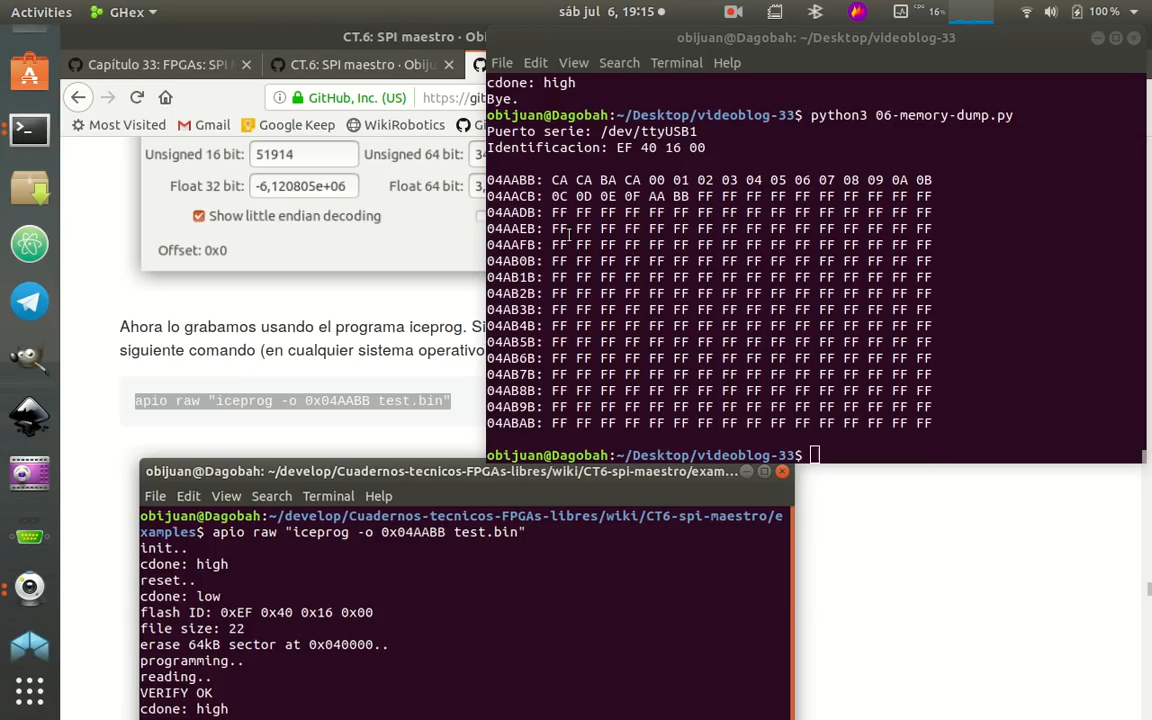 Activities
GHex
sáb jul 6, 19:15
cpu
16%
100 %
CT.6: SPI maestro · Obi
Capítulo 33: FPGAs: SPI
CT.6: SPI maestro · Obiju
GitHub, Inc. (US)
https://git
Most Visited
Gmail
Google Keep
WikiRobotics
Gi
Unsigned 16 bit:
51914
Unsigned 64 bit:
34
Float 32 bit:
-6,120805e+06
Float 64 bit:
3,
Show little endian decoding
Offset: 0x0
Ahora lo grabamos usando el programa iceprog. Si
siguiente comando (en cualquier sistema operativo
apio raw "iceprog -o 0x04AABB test.bin"
obijuan@Dagobah: ~/Desktop/videoblog-33
File Edit View Search Terminal Help
cdone: high
Bye.
obijuan@Dagobah:~/Desktop/videoblog-33$ python3 06-memory-dump.py
Puerto serie: /dev/ttyUSB1
Identificacion: EF 40 16 00
04AABB: CA CA BA CA 00 01 02 03 04 05 06 07 08 09 0A 0B
04AACB: 0C 0D 0E 0F AA BB FF FF FF FF FF FF FF FF FF FF
04AADB: FF FF FF FF FF FF FF FF FF FF FF FF FF FF FF FF
04AAEB: FF FF FF FF FF FF FF FF FF FF FF FF FF FF FF FF
04AAFB: FF FF FF FF FF FF FF FF FF FF FF FF FF FF FF FF
04AB0B: FF FF FF FF FF FF FF FF FF FF FF FF FF FF FF FF
04AB1B: FF FF FF FF FF FF FF FF FF FF FF FF FF FF FF FF
04AB2B: FF FF FF FF FF FF FF FF FF FF FF FF FF FF FF FF
04AB3B: FF FF FF FF FF FF FF FF FF FF FF FF FF FF FF FF
04AB4B: FF FF FF FF FF FF FF FF FF FF FF FF FF FF FF FF
04AB5B: FF FF FF FF FF FF FF FF FF FF FF FF FF FF FF FF
04AB6B: FF FF FF FF FF FF FF FF FF FF FF FF FF FF FF FF
04AB7B: FF FF FF FF FF FF FF FF FF FF FF FF FF FF FF FF
04AB8B: FF FF FF FF FF FF FF FF FF FF FF FF FF FF FF FF
04AB9B: FF FF FF FF FF FF FF FF FF FF FF FF FF FF FF FF
04ABAB: FF FF FF FF FF FF FF FF FF FF FF FF FF FF FF FF
obijuan@Dagobah:~/Desktop/videoblog-33$
obijuan@Dagobah: ~/develop/Cuadernos-tecnicos-FPGAs-libres/wiki/CT6-spi-maestro/exam...
File Edit View Search Terminal Help
obijuan@Dagobah:~/develop/Cuadernos-tecnicos-FPGAs-libres/wiki/CT6-spi-maestro/e
xamples$ apio raw "iceprog -o 0x04AABB test.bin"
init..
cdone: high
reset..
cdone: low
flash ID: 0xEF 0x40 0x16 0x00
file size: 22
erase 64kB sector at 0x040000..
programming..
reading..
VERIFY OK
cdone: high